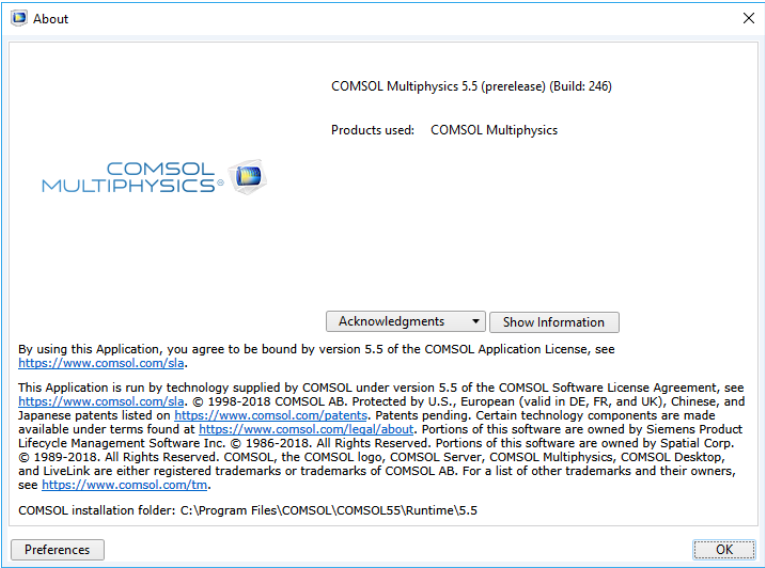 About
COMSOL Multiphysics 5.5 (prerelease) (Build: 246)
Products used: COMSOL Multiphysics
COMSOL
MULTIPHYSICS®
Acknowledgments
Show Information
By using this Application, you agree to be bound by version 5.5 of the COMSOL Application License, see
https://www.comsol.com/sla.
This Application is run by technology supplied by COMSOL under version 5.5 of the COMSOL Software License Agreement, see
https://www.comsol.com/sla. © 1998-2018 COMSOL AB. Protected by U.S., European (valid in DE, FR, and UK), Chinese, and
Japanese patents listed on https://www.comsol.com/patents. Patents pending. Certain technology components are made
available under terms found at https://www.comsol.com/legal/about. Portions of this software are owned by Siemens Product
Lifecycle Management Software Inc. © 1986-2018. All Rights Reserved. Portions of this software are owned by Spatial Corp.
© 1989-2018. All Rights Reserved. COMSOL, the COMSOL logo, COMSOL Server, COMSOL Multiphysics, COMSOL Desktop,
and LiveLink are either registered trademarks or trademarks of COMSOL AB. For a list of other trademarks and their owners,
see https://www.comsol.com/tm.
COMSOL installation folder: C:\Program Files\COMSOL\COMSOL55\Runtime\5.5
Preferences
OK